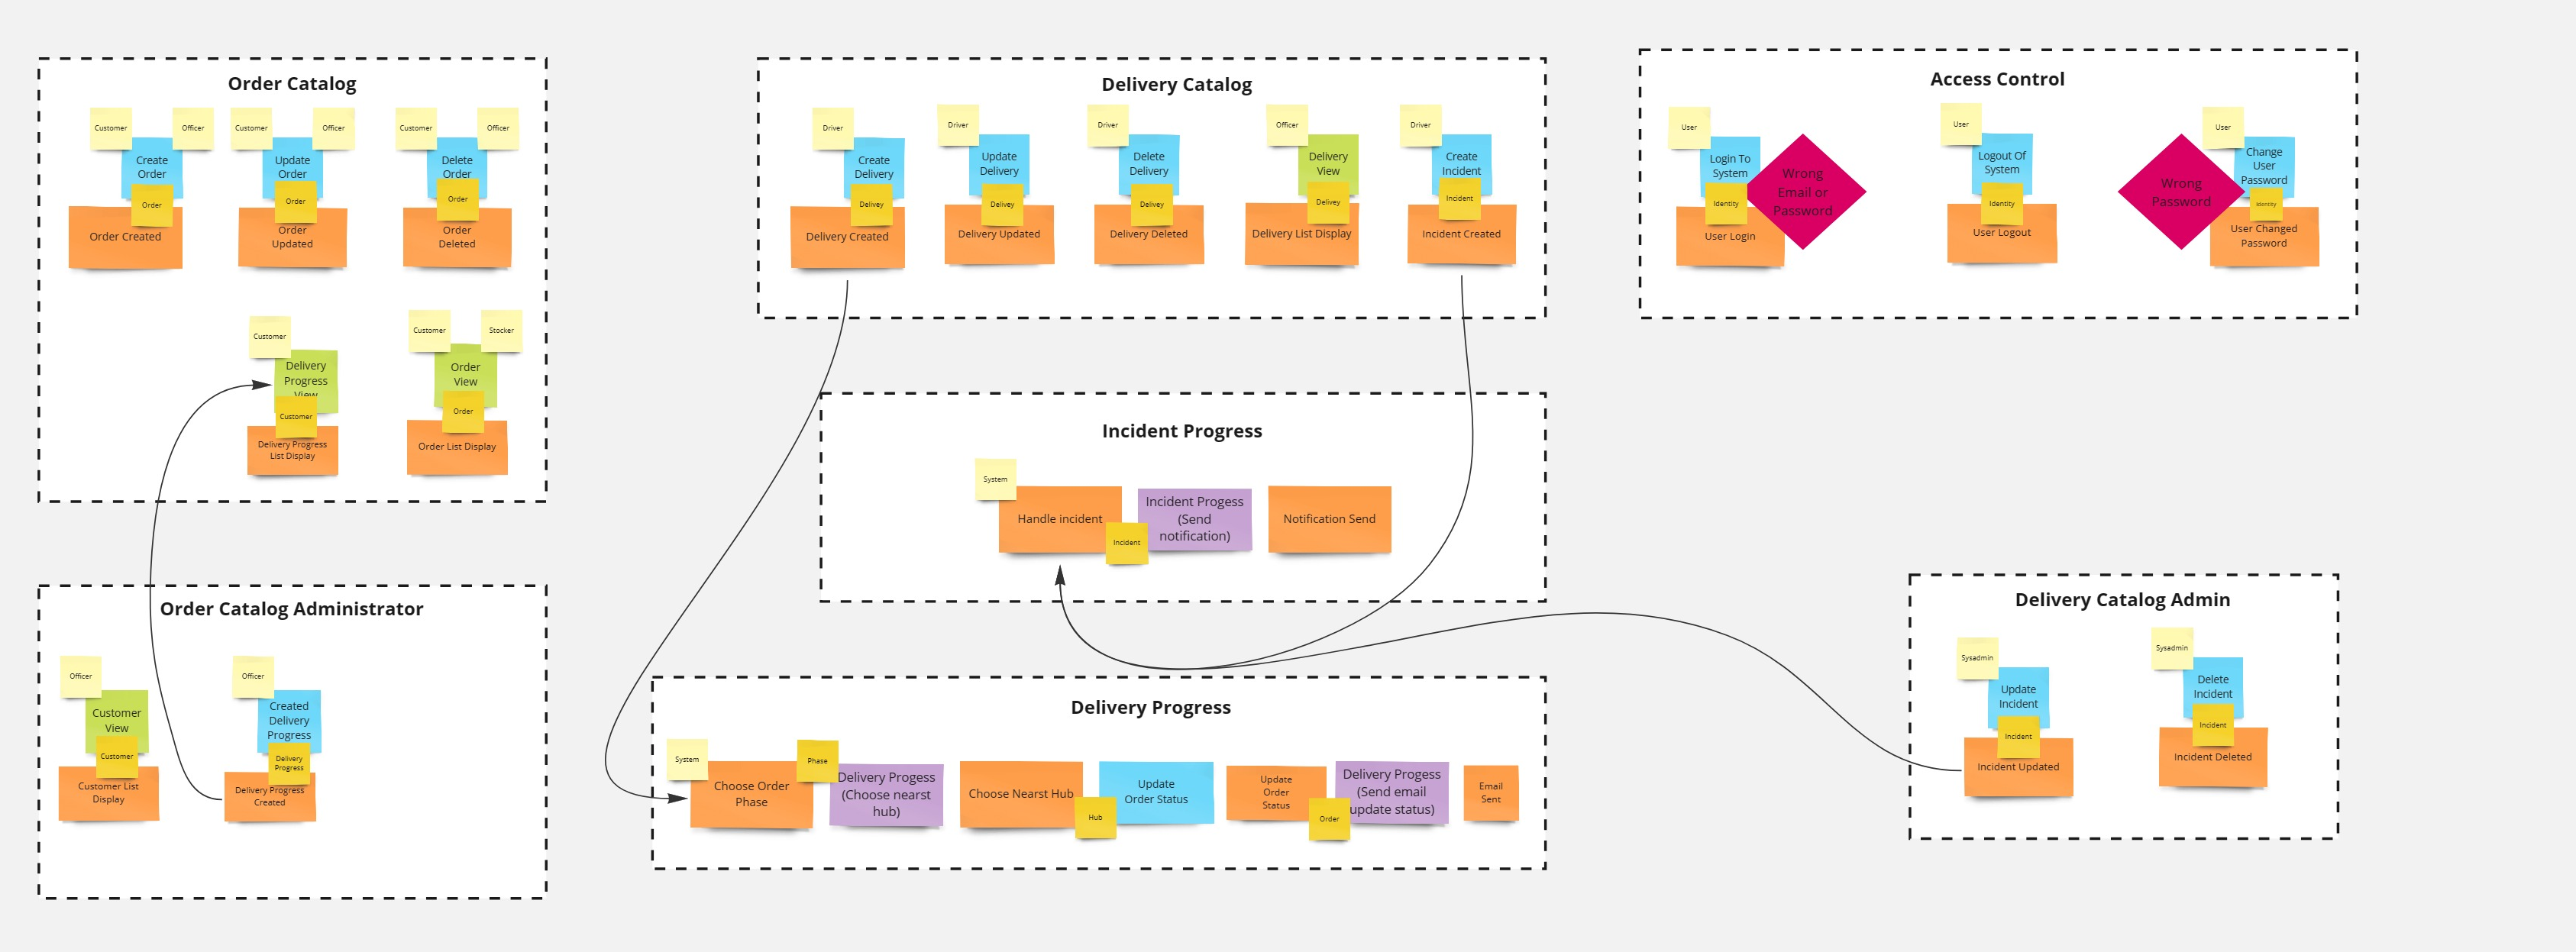 Order Catalog
Customer
Officer
Create
Order
Order
Order Created
Customer
Officer
Update
Order
Order
Order
Updated
Customer
Officer
Delete
Order
Order
Order
Deleted
Customer
Delivery
Progress
View
Customer
Delivery Progress
List Display
Customer
Stocker
Order
View
Order
Order List Display
Delivery Catalog
Driver
Create
Delivery
Delivey
Delivery Created
Driver
Update
Delivery
Delivey
Delivery Updated
Driver
Delete
Delivery
Delivey
Delivery Deleted
Officer
Delivery
View
Delivey
Delivery List Display
Driver
Create
Incident
Incident
Incident Created
Access Control
User
Login To
System
Wrong
Email or
Password
Identity
User Login
User
Logout Of
System
Identity
User Logout
Wrong
Password
User
Change
User
Password
Identity
User Changed
Password
Incident Progress
System
Handle incident
Incident
Incident Progess
(Send
notification)
Notification Send
Order Catalog Administrator
Officer
Customer
View
Customer
Customer List
Display
Officer
Created
Delivery
Progress
Delivery
Progress
Delivery Progress
Created
Delivery Progress
System
Choose Order
Phase
Phase
Delivery Progess
(Choose nearst
hub)
Choose Nearst Hub
Hub
Update
Order Status
Update
Order
Status
Order
Delivery Progess
(Send email
update status)
Email
Sent
Delivery Catalog Admin
Sysadmin
Update
Incident
Incident
Incident Updated
Sysadmin
Delete
Incident
Incident
Incident Deleted